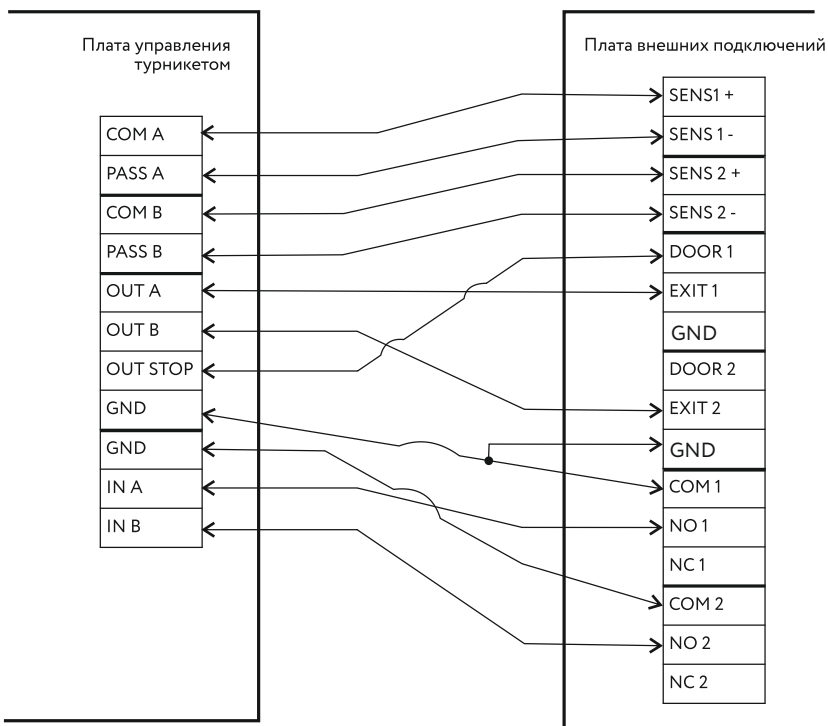 Плата управления
турникетом
COM A
PASS A
COM B
PASS B
OUT A
OUT B
OUT STOP
GND
GND
IN A
IN B
Плата внешних подключений
SENS1 +
SENS 1 -
SENS 2 +
SENS 2 -
DOOR 1
EXIT 1
GND
DOOR 2
EXIT 2
GND
COM 1
NO 1
NC 1
COM 2
NO 2
NC 2